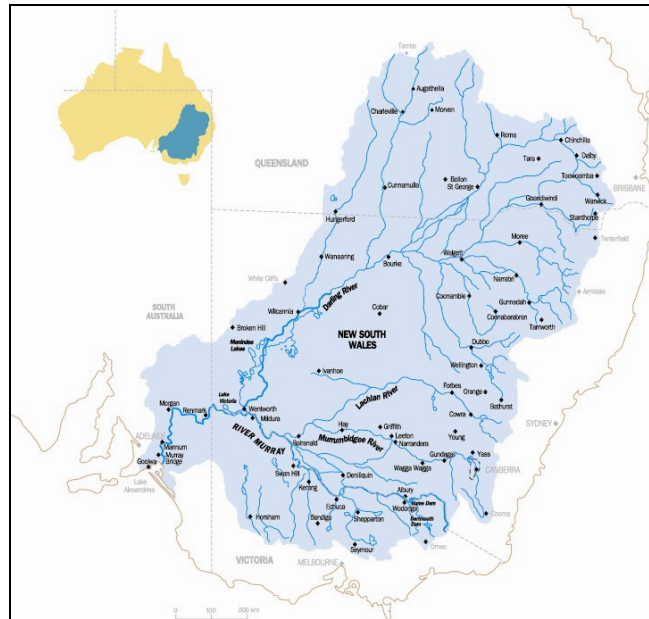 Tambo
Augathella
Charleville
Morven
Roma
Chinchilla
Tara
Dalby
Toowoomba
QUEENSLAND
Bollon
St George
Cunnamulla
BRISBANE
Goondiwindi
Warwick
Stanthorpe
Hungerford
Tenterfield
Moree
Wanaaring
Bourke
Walgett
White Cliffs
Narrabri
Armidale
Darling River
Coonamble
Gunnedah
SOUTH
AUSTRALIA
Wilcannia
Cobar
Coonabarabran
Tamworth
Broken Hill
NEW SOUTH
WALES
Menindee
Lakes
Dubbo
Ivanhoe
Wellington
Lachlan River
Forbes
Orange
Bathurst
Lake
Victoria
Morgan
Renmark
Wentworth
Mildura
Cowra
SYDNEY
RIVER MURRAY
Hay
Griffith
Leeton
Young
ADELAIDE
Mannum
Murray
Bridge
Goolwa
Balranald
Murrumbidgee River
Narrandera
Gundagai
Yass
Lake
Alexandrina
Swan Hill
Wagga Wagga
CANBERRA
Kerang
Deniliquin
Albury
Hume Dam
Wodonga
Dartmouth
Dam
Echuca
Horsham
Bendigo
Shepparton
Cooma
Seymour
Omeo
VICTORIA
MELBOURNE
0 100 200 km